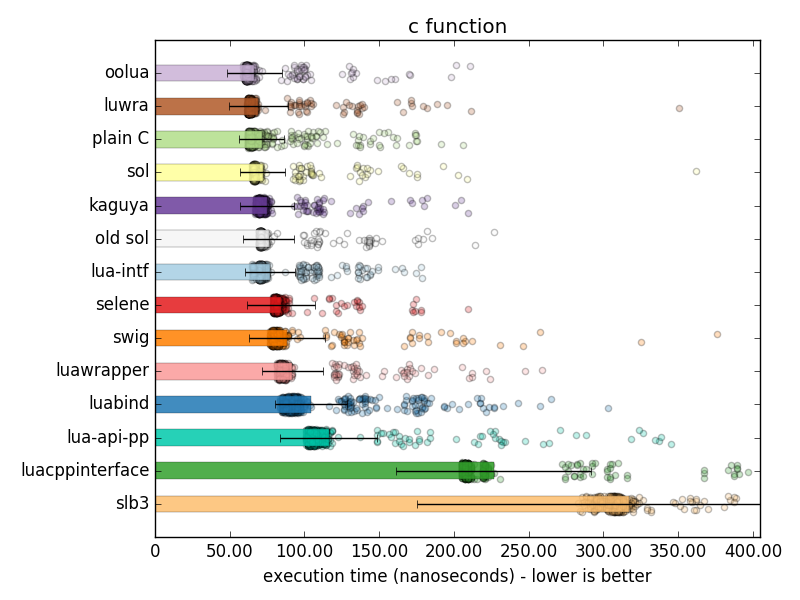 c function
oolua
luwra
plain C
sol
kaguya
old sol
lua-intf
selene
swig
luawrapper
luabind
lua-api-pp
luacppinterface
slb3
0 50.00 100.00 150.00 200.00 250.00 300.00 350.00 400.00
execution time (nanoseconds) - lower is better